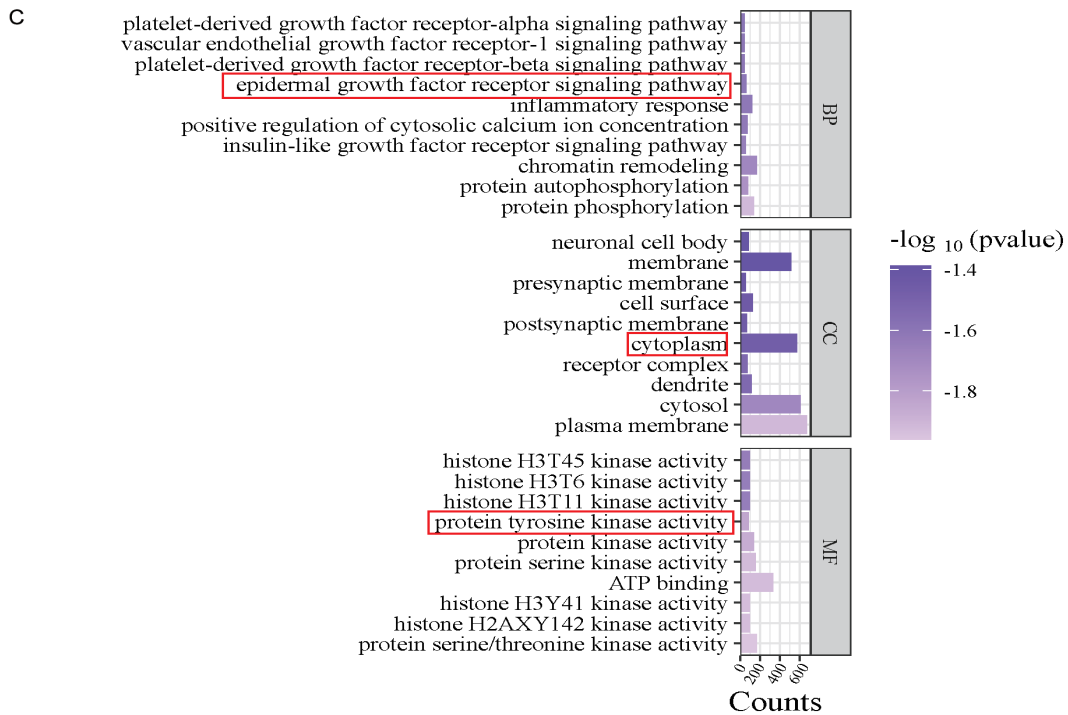 C
platelet-derived growth factor receptor-alpha signaling pathway
vascular endothelial growth factor receptor-1 signaling pathway
platelet-derived growth factor receptor-beta signaling pathway
epidermal growth factor receptor signaling pathway
inflammatory response
positive regulation of cytosolic calcium ion concentration
insulin-like growth factor receptor signaling pathway
chromatin remodeling
protein autophosphorylation
protein phosphorylation
BP
neuronal cell body
membrane
presynaptic membrane
cell surface
postsynaptic membrane
cytoplasm
receptor complex
dendrite
cytosol
plasma membrane
CC
histone H3T45 kinase activity
histone H3T6 kinase activity
histone H3T11 kinase activity
protein tyrosine kinase activity
protein kinase activity
protein serine kinase activity
ATP binding
histone H3Y41 kinase activity
histone H2AXY142 kinase activity
protein serine/threonine kinase activity
MF
0 200 400 600
Counts
-log 10 (pvalue)
-1.4
-1.6
-1.8